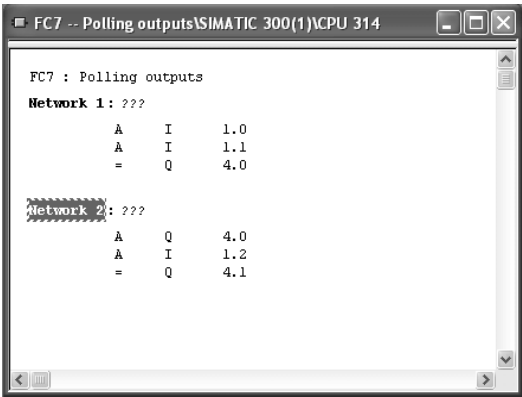 FC7 -- Polling outputs\SIMATIC 300(1)\CPU 314
FC7 : Polling outputs
Network 1: ???
A I 1.0
A I 1.1
= Q 4.0
Network 2: ???
A Q 4.0
A I 1.2
= Q 4.1